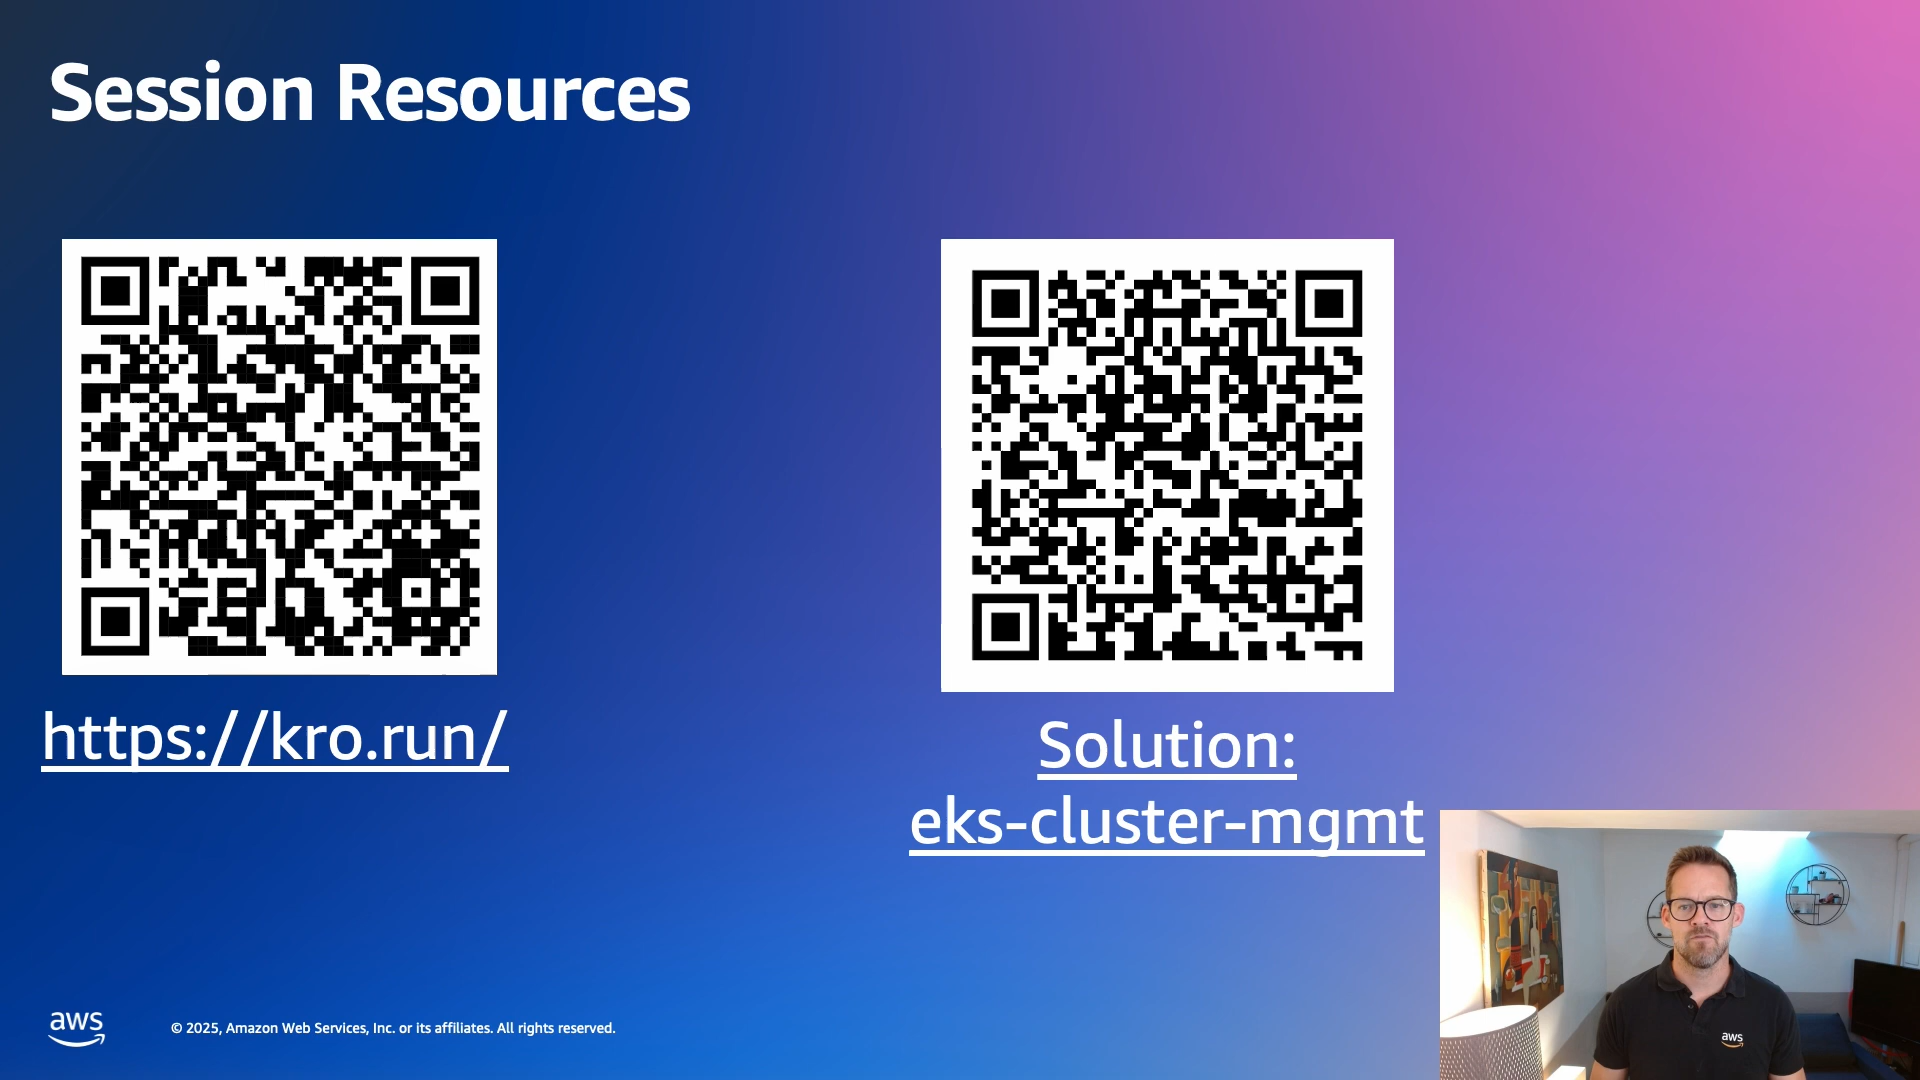 Session Resources
https://kro.run/
Solution:
eks-cluster-mgmt
aws
© 2025, Amazon Web Services, Inc. or its affiliates. All rights reserved.
aws